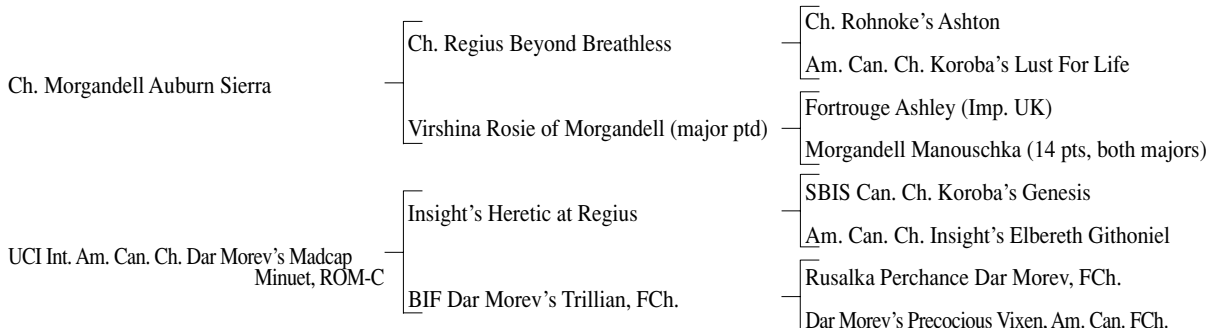 Ch. Morgandell Auburn Sierra
UCI Int. Am. Can. Ch. Dar Morev's Madcap
Minuet, ROM-C
Ch. Regius Beyond Breathless
Virshina Rosie of Morgandell (major ptd)
Insight's Heretic at Regius
BIF Dar Morev's Trillian, FCh.
Ch. Rohnoke's Ashton
Am. Can. Ch. Koroba's Lust For Life
Fortrouge Ashley (Imp. UK)
Morgandell Manouschka (14 pts, both majors)
SBIS Can. Ch. Koroba's Genesis
Am. Can. Ch. Insight's Elbereth Githoniel
Rusalka Perchance Dar Morev, FCh.
Dar Morev's Precocious Vixen, Am. Can. FCh.